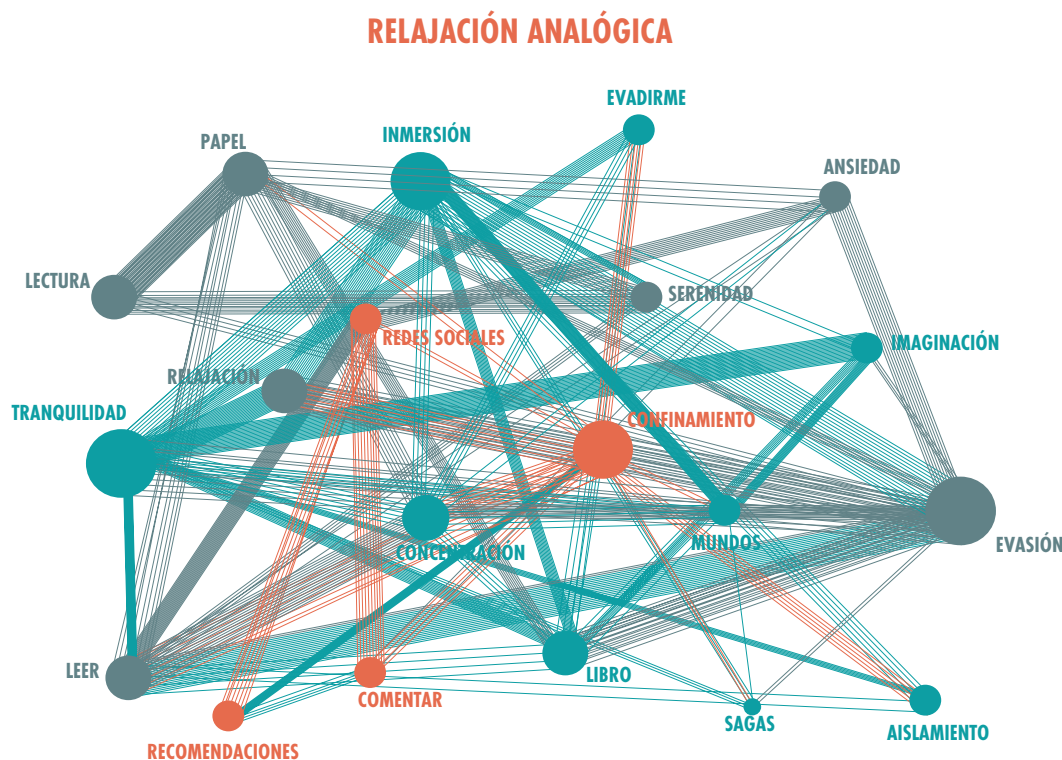 RELAJACIÓN ANALÓGICA
EVADIRME
INMERSIÓN
PAPEL
ANSIEDAD
LECTURA
SERENIDAD
REDES SOCIALES
IMAGINACIÓN
RELAJACIÓN
TRANQUILIDAD
CONFINAMIENTO
CONCENTRACIÓN
MUNDOS
EVASIÓN
LEER
LIBRO
COMENTAR
SAGAS
AISLAMIENTO
RECOMENDACIONES